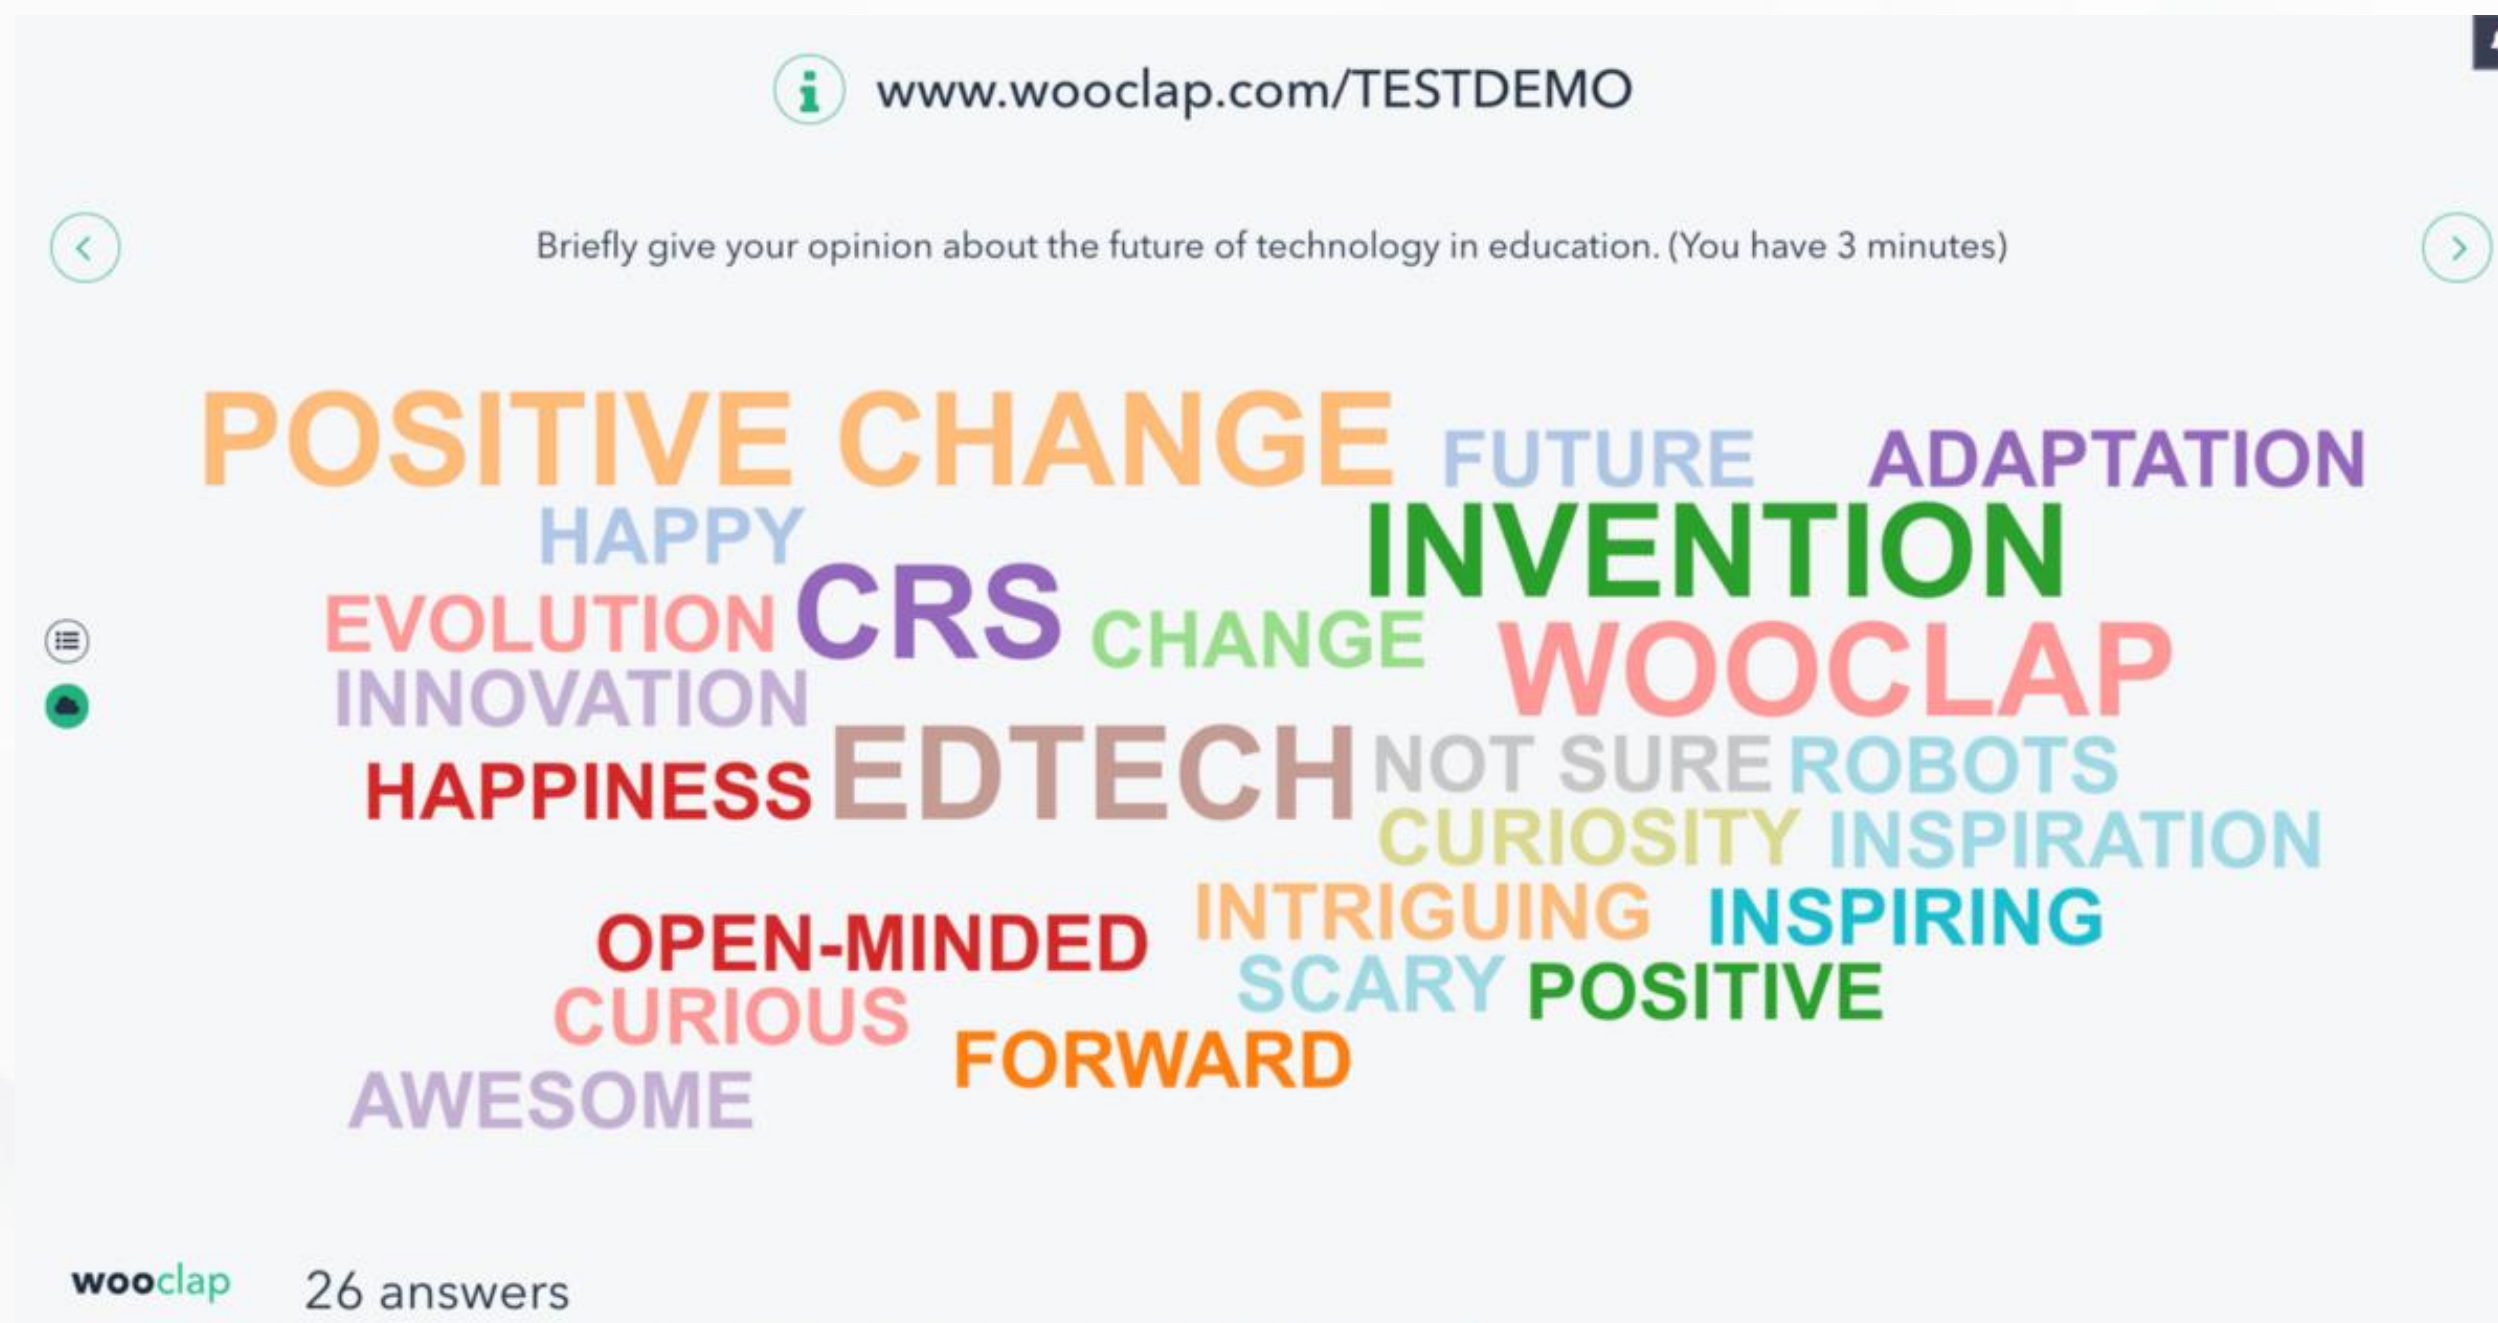 www.wooclap.com/TESTDEMO
Briefly give your opinion about the future of technology in education. (You have 3 minutes)
POSITIVE CHANGE
FUTURE
ADAPTATION
HAPPY
INVENTION
EVOLUTION
CRS
CHANGE
WOOCLAP
INNOVATION
HAPPINESS
EDTECH
NOT SURE
ROBOTS
CURIOSITY
INSPIRATION
OPEN-MINDED
INTRIGUING
INSPIRING
CURIOUS
SCARY
POSITIVE
FORWARD
AWESOME
wooclap
26 answers